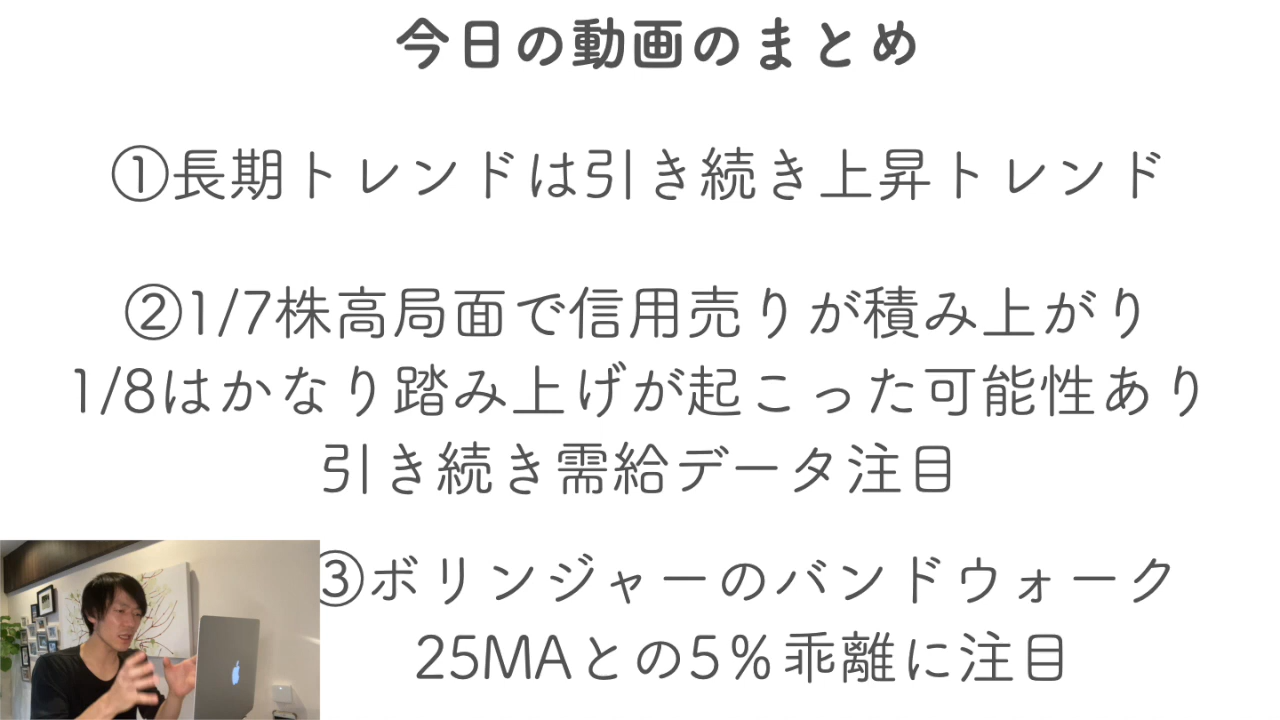 今日の動画のまとめ
①長期トレンドは引き続き上昇トレンド
②1/7株高局面で信用売りが積み上がり
1/8はかなり踏み上げが起こった可能性あり
引き続き需給データ注目
③ボリンジャーのバンドウォーク
25MAとの5％乖離に注目